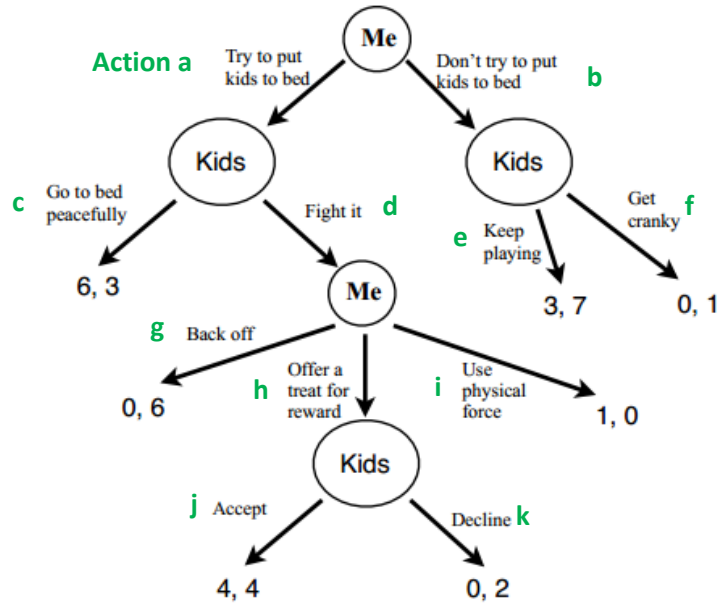 Me
Action a
Try to put
kids to bed
Don't try to put
kids to bed
b
Kids
Kids
c
Go to bed
peacefully
Fight it
d
e
Keep
playing
Get
cranky
f
6, 3
Me
3, 7
0, 1
g
Back off
h
Offer a
treat for
reward
i
Use
physical
force
0, 6
1, 0
Kids
j
Accept
Decline
k
4, 4
0, 2